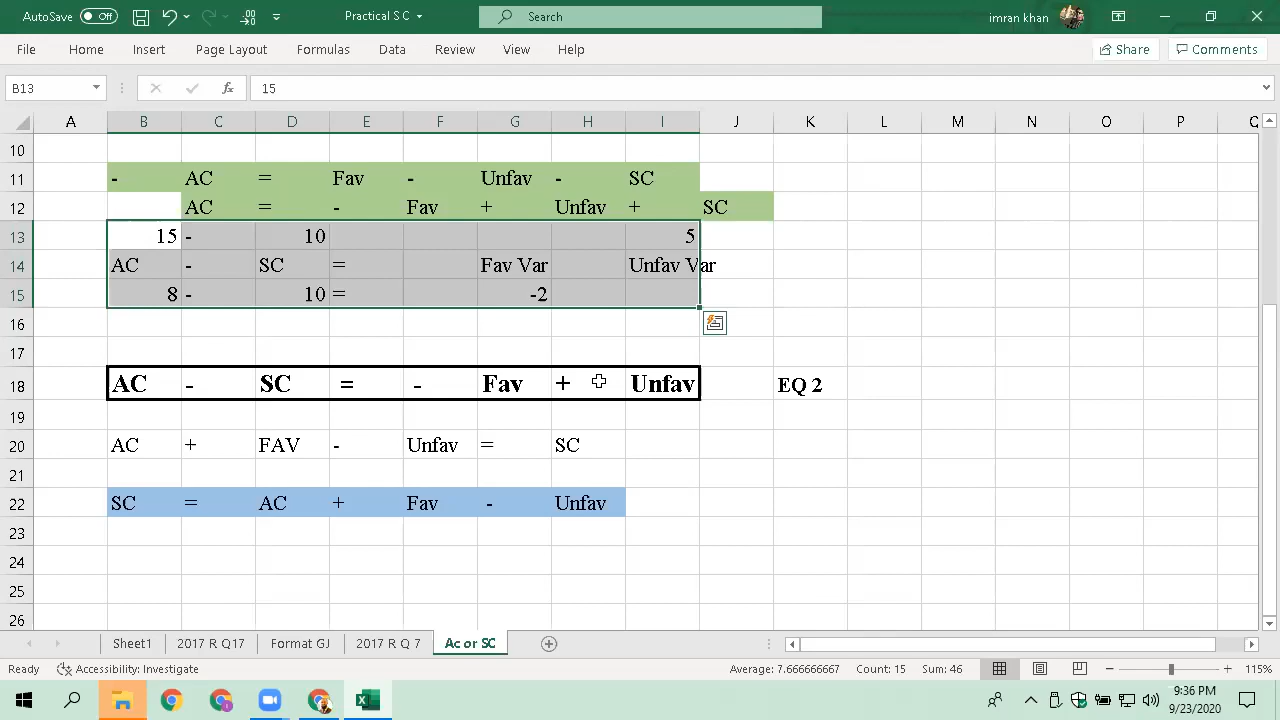 AutoSave Off Practical S C Search imran khan
File Home Insert Page Layout Formulas Data Review View Help Share Comments
B13 fx 15
A B C D E F G H I J K L M N O P Q
10
11 - AC = Fav - Unfav - SC
12 AC = - Fav + Unfav + SC
13 15 - 10 5
14 AC - SC = Fav Var Unfav Var
15 8 - 10 = -2
16
17
18 AC - SC = - Fav + Unfav EQ 2
19
20 AC + FAV - Unfav = SC
21
22 SC = AC + Fav - Unfav
23
24
25
26
Sheet1 2017 R Q17 Format GJ 2017 R Q 7 Ac or SC
Ready Accessibility: Investigate Average: 7.666666667 Count: 15 Sum: 46 115%
9:36 PM
9/23/2020